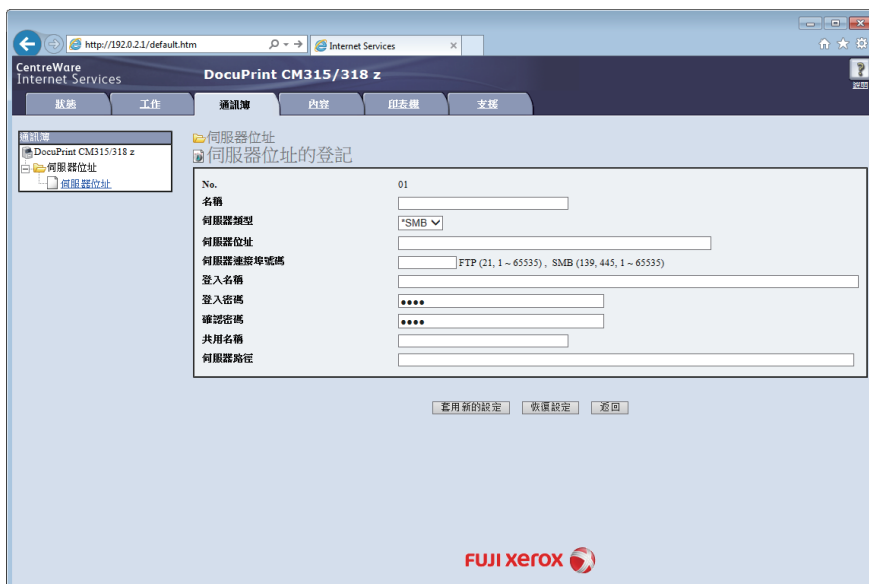 http://192.0.2.1/default.htm
Internet Services
CentreWare
Internet Services
DocuPrint CM315/318 z
狀態 工作 通訊簿 內容 印表機 支援
通訊簿
DocuPrint CM315/318 z
伺服器位址
伺服器位址
伺服器位址
伺服器位址的登記
No. 01
名稱
伺服器類型 *SMB
伺服器位址
伺服器連接埠號碼 FTP (21, 1 ~ 65535) , SMB (139, 445, 1 ~ 65535)
登入名稱
登入密碼 ●●●●
確認密碼 ●●●●
共用名稱
伺服器路徑
套用新的設定 恢復設定 返回
FUJI xerox